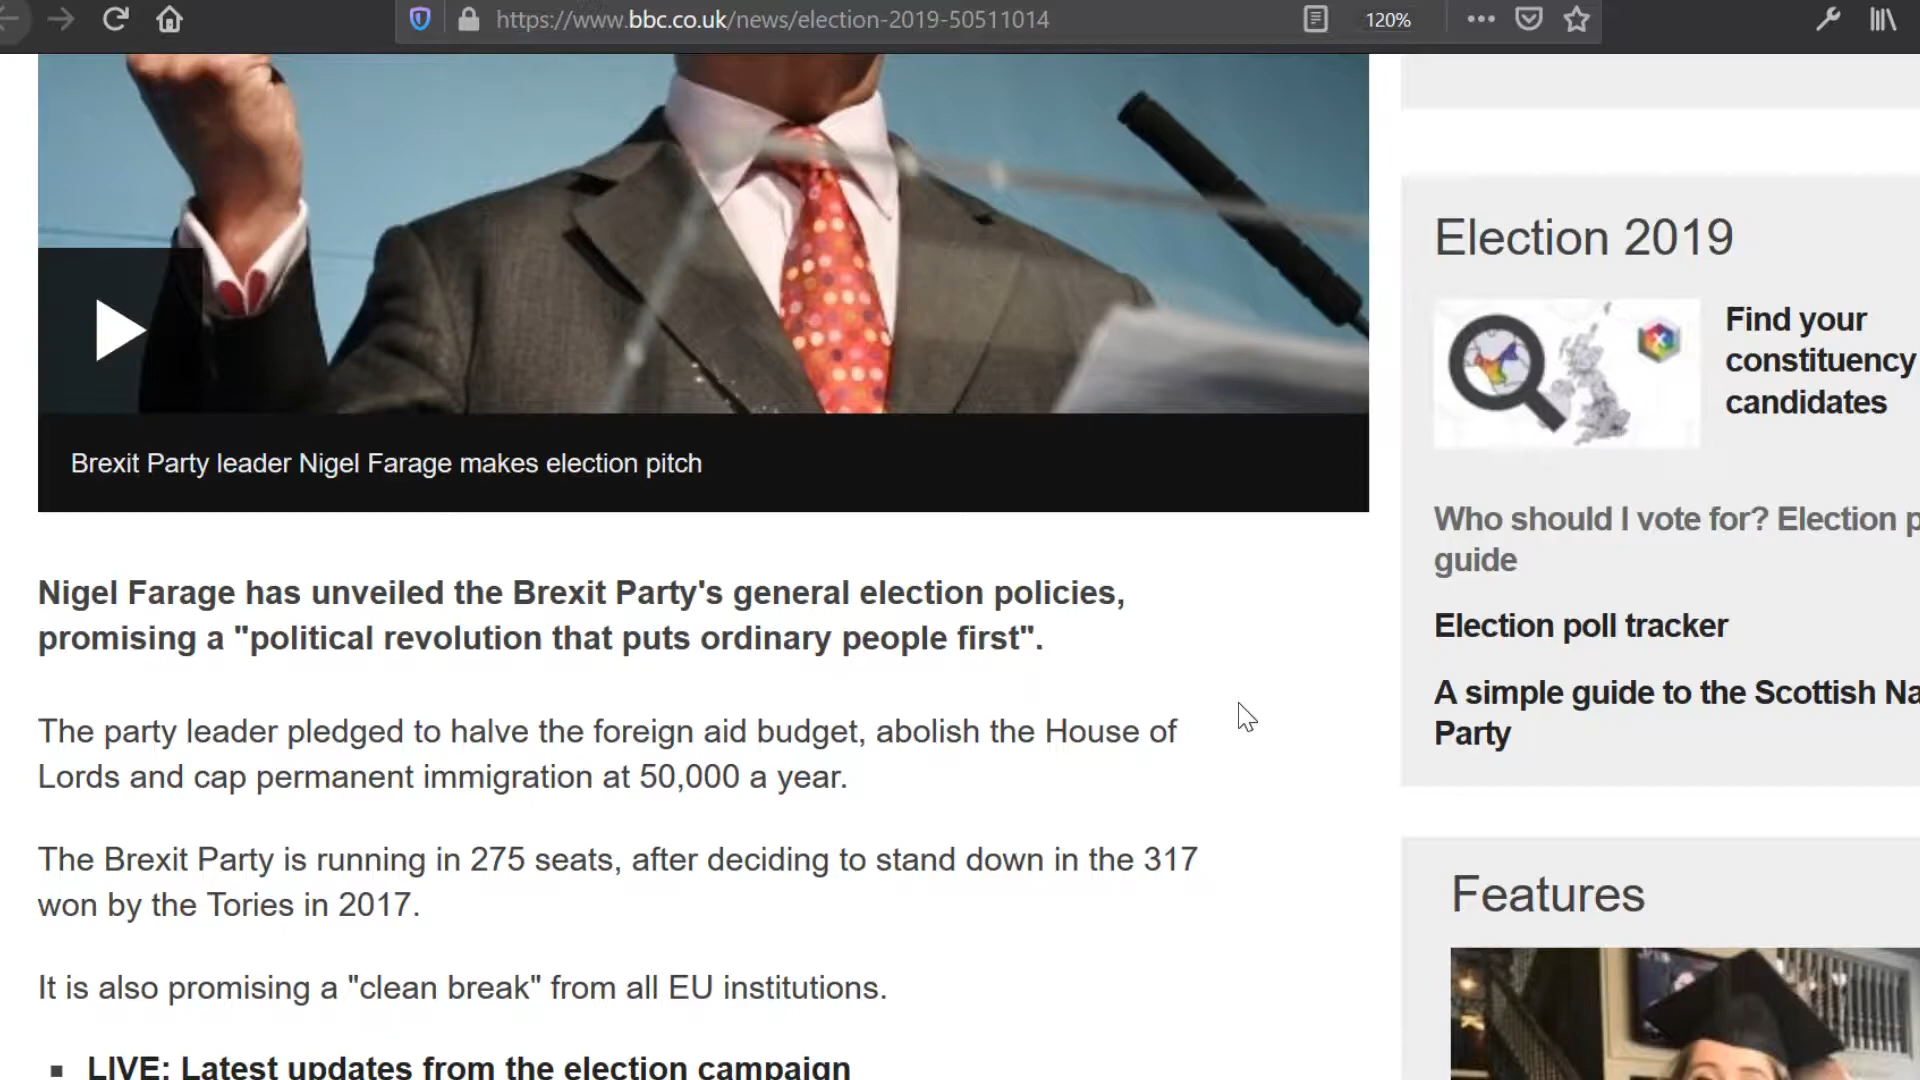 https://www.bbc.co.uk/news/election-2019-50511014
120%
Brexit Party leader Nigel Farage makes election pitch
Nigel Farage has unveiled the Brexit Party's general election policies,
promising a "political revolution that puts ordinary people first".
The party leader pledged to halve the foreign aid budget, abolish the House of
Lords and cap permanent immigration at 50,000 a year.
The Brexit Party is running in 275 seats, after deciding to stand down in the 317
won by the Tories in 2017.
It is also promising a "clean break" from all EU institutions.
LIVE: Latest updates from the election campaign
Election 2019
Find your
constituency
candidates
Who should I vote for? Election p
guide
Election poll tracker
A simple guide to the Scottish Na
Party
Features